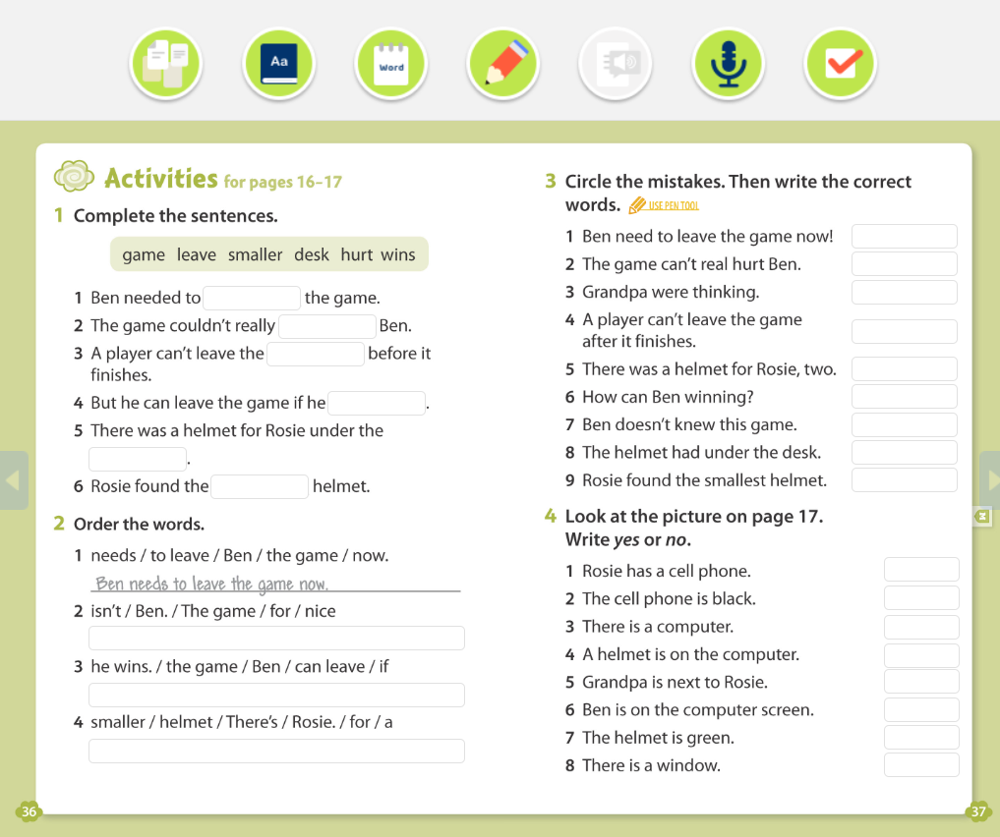 Aa
Word
Activities for pages 16–17
1 Complete the sentences.
game leave smaller desk hurt wins
1 Ben needed to the game.
2 The game couldn't really Ben.
3 A player can't leave the before it
finishes.
4 But he can leave the game if he .
5 There was a helmet for Rosie under the
.
6 Rosie found the helmet.
2 Order the words.
1 needs / to leave / Ben / the game / now.
Ben needs to leave the game now.
2 isn't / Ben. / The game / for / nice
3 he wins. / the game / Ben / can leave / if
4 smaller / helmet / There's / Rosie. / for / a
36
3 Circle the mistakes. Then write the correct
words. USE PEN TOOL
1 Ben need to leave the game now!
2 The game can't real hurt Ben.
3 Grandpa were thinking.
4 A player can't leave the game
after it finishes.
5 There was a helmet for Rosie, two.
6 How can Ben winning?
7 Ben doesn't knew this game.
8 The helmet had under the desk.
9 Rosie found the smallest helmet.
4 Look at the picture on page 17.
Write yes or no.
1 Rosie has a cell phone.
2 The cell phone is black.
3 There is a computer.
4 A helmet is on the computer.
5 Grandpa is next to Rosie.
6 Ben is on the computer screen.
7 The helmet is green.
8 There is a window.
37